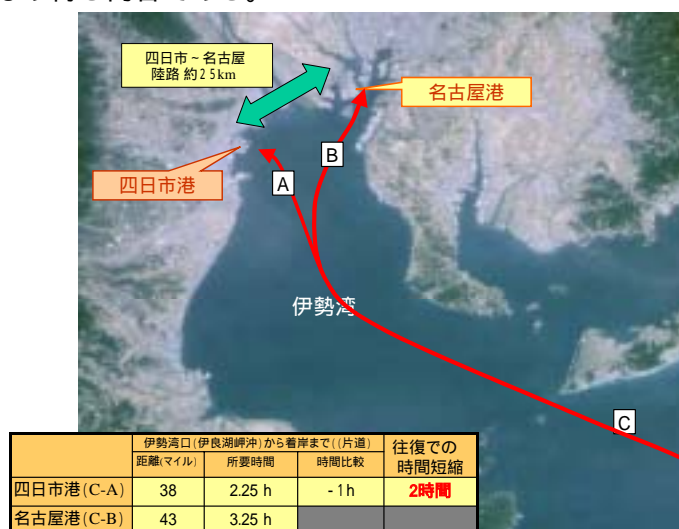 四日市～名古屋
陸路 約25km
名古屋港
B
A
四日市港
伊勢湾
C
伊勢湾口(伊良湖岬沖)から着岸まで((片道)
往復での
時間短縮
距離(マイル) 所要時間 時間比較
四日市港(C-A) 38 2.25 h -1h 2時間
名古屋港(C-B) 43 3.25 h